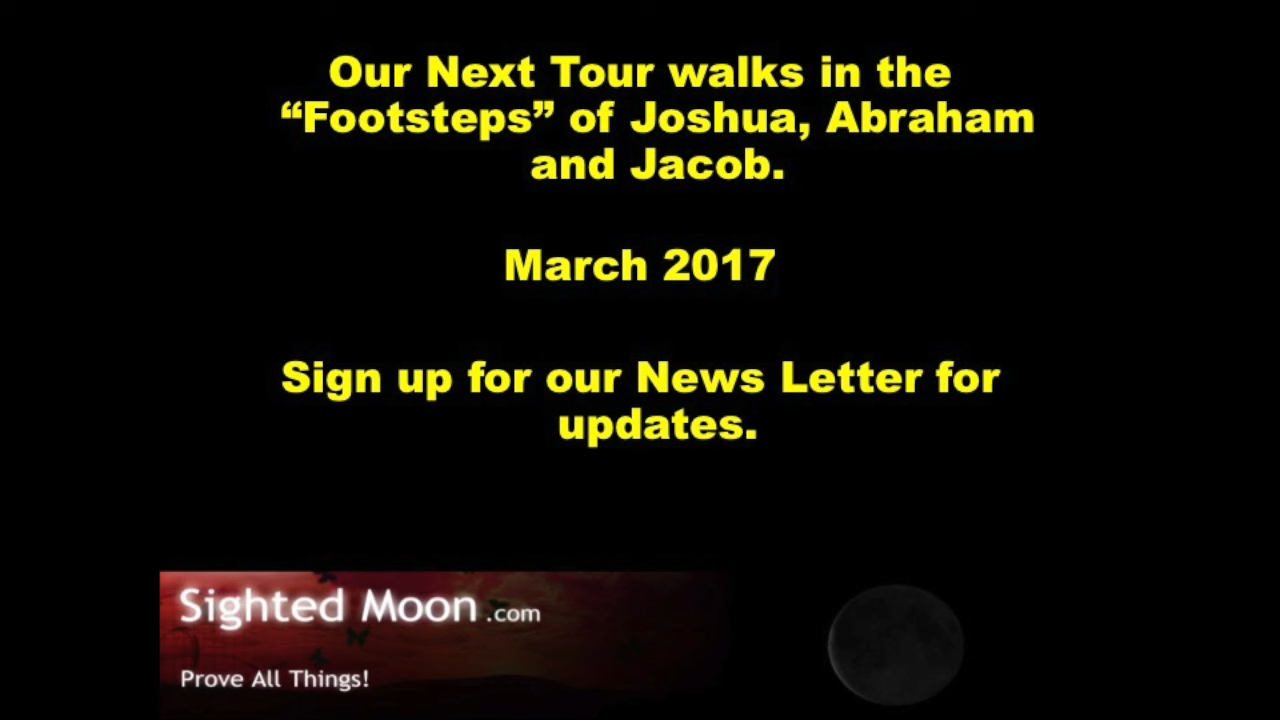 Our Next Tour walks in the
“Footsteps” of Joshua, Abraham
and Jacob.
March 2017
Sign up for our News Letter for
updates.
Sighted Moon .com
Prove All Things!